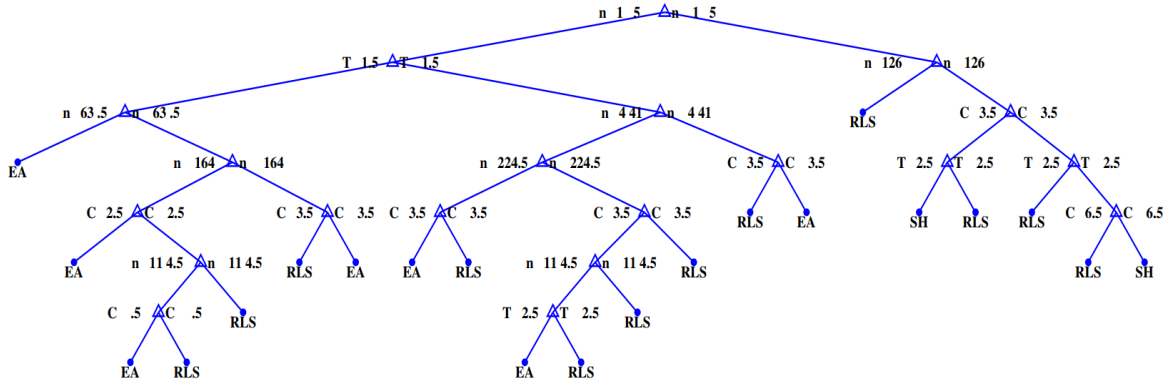 n 1 5 n 1 5
T 1.5 T 1.5 n 126 n 126
n 63 .5 n 63 .5 n 4 41 n 4 41 RLS C 3.5 C 3.5
EA n 164 n 164 n 224.5 n 224.5 C 3.5 C 3.5 T 2.5 T 2.5 T 2.5 T 2.5
C 2.5 C 2.5 C 3.5 C 3.5 C 3.5 C 3.5 C 3.5 C 3.5 RLS EA SH RLS RLS C 6.5 C 6.5
EA n 11 4.5 n 11 4.5 RLS EA EA RLS n 11 4.5 n 11 4.5 RLS RLS SH
C .5 C .5 RLS T 2.5 T 2.5 RLS
EA RLS EA RLS